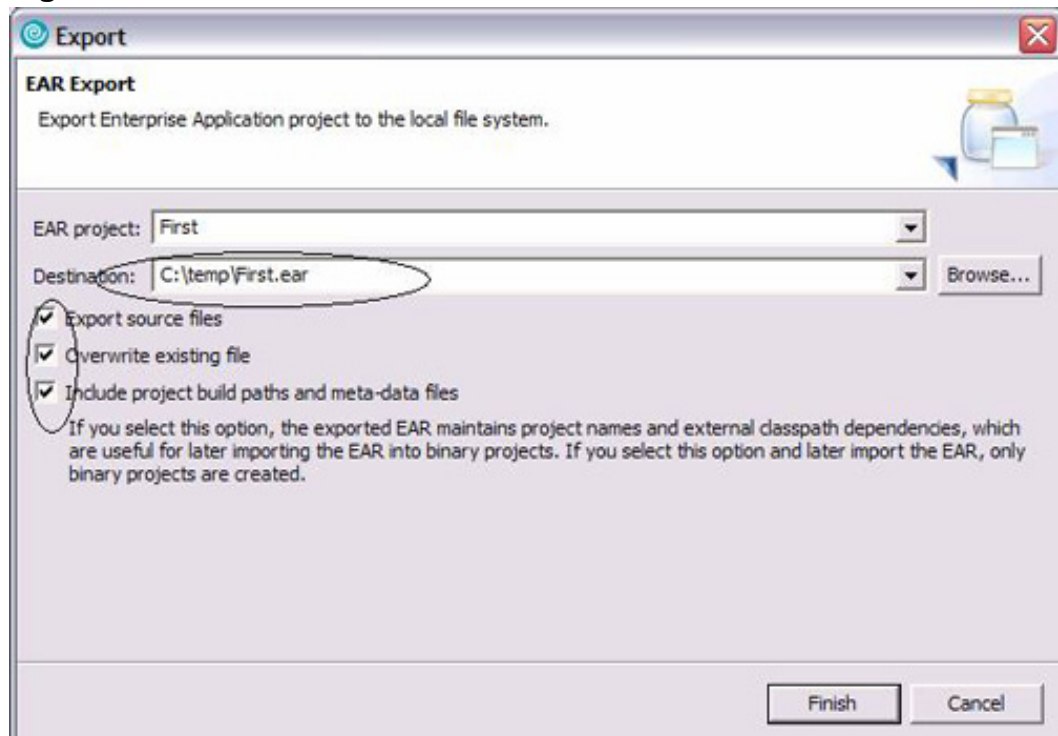 Export
EAR Export
Export Enterprise Application project to the local file system.
EAR project: First
Destination: C:\temp\First.ear Browse...
Export source files
Overwrite existing file
Include project build paths and meta-data files
If you select this option, the exported EAR maintains project names and external classpath dependencies, which
are useful for later importing the EAR into binary projects. If you select this option and later import the EAR, only
binary projects are created.
Finish Cancel